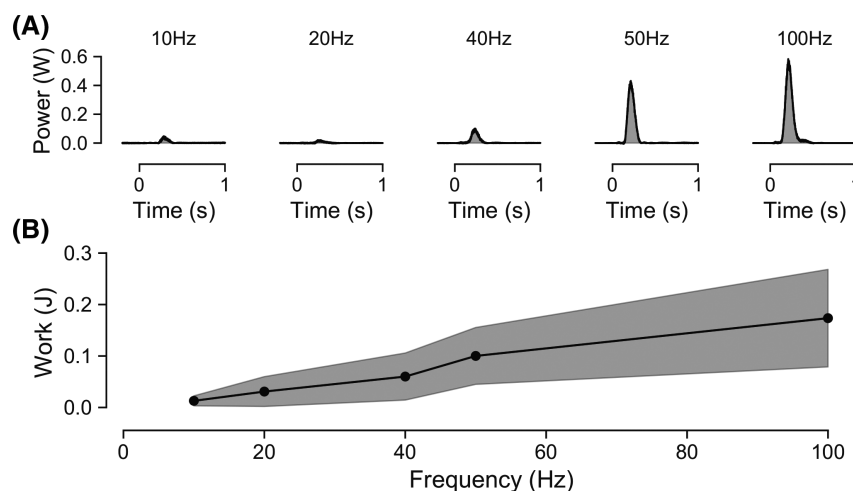 (A)
10Hz 20Hz 40Hz 50Hz 100Hz
Power (W)
0.6
0.4
0.2
0.0
0 1 0 1 0 1 0 1 0 1
Time (s) Time (s) Time (s) Time (s) Time (s)
(B)
Work (J)
0.3
0.2
0.1
0.0
0 20 40 60 80 100
Frequency (Hz)